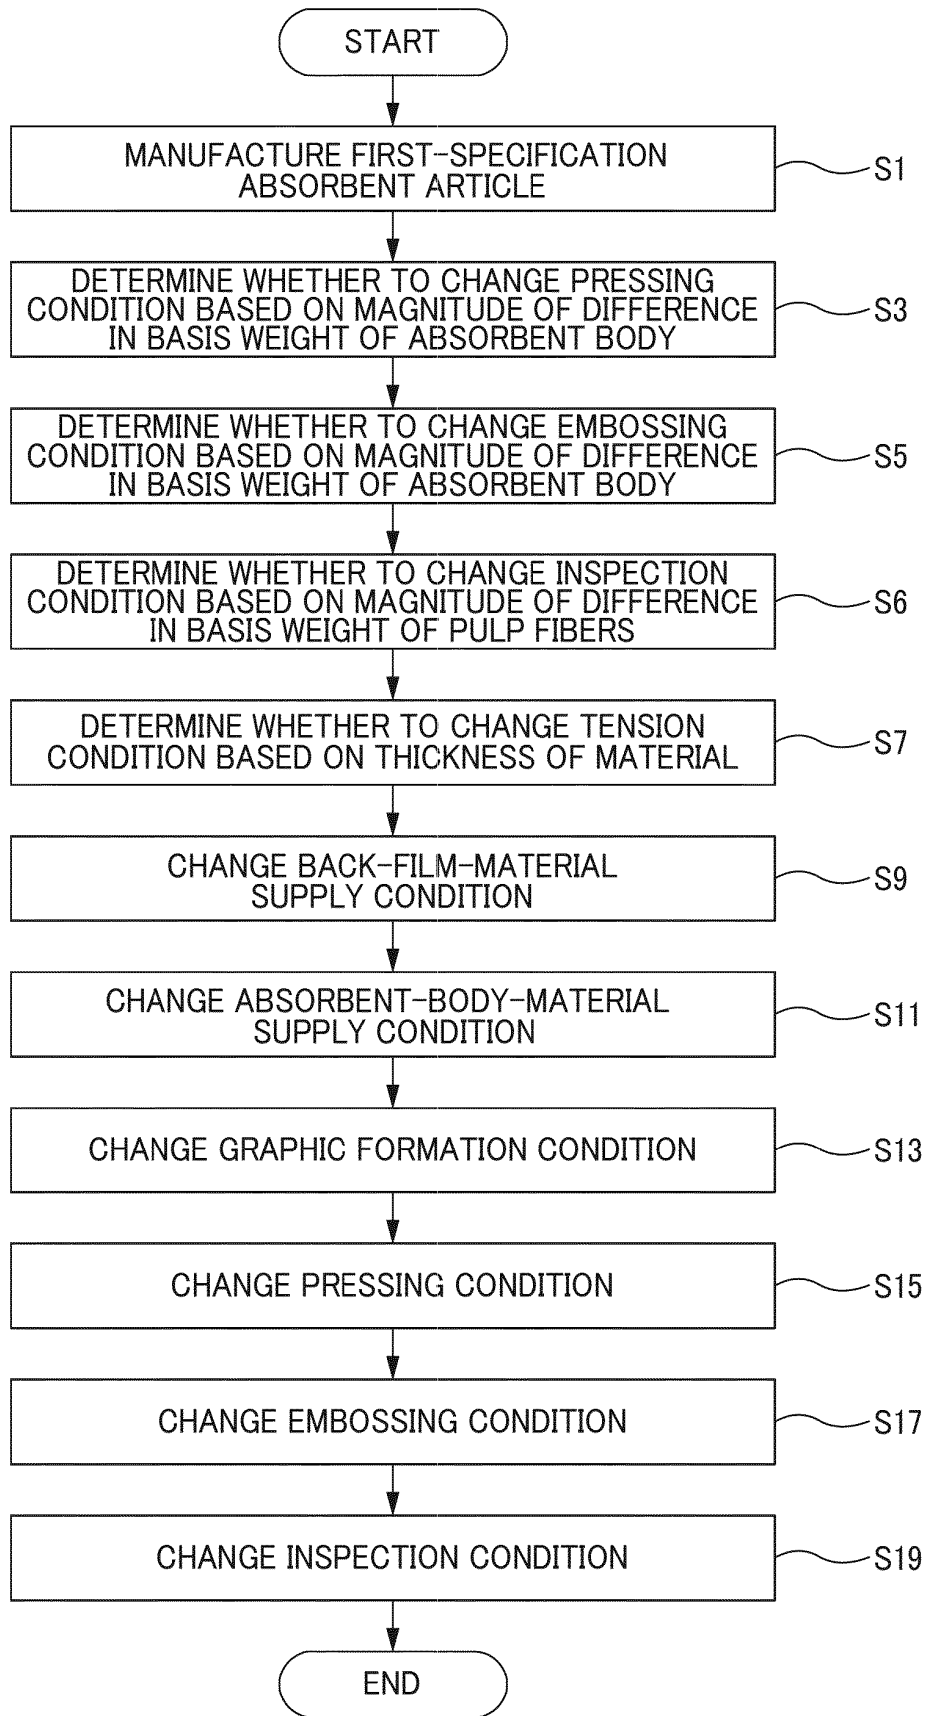 START
MANUFACTURE FIRST-SPECIFICATION
ABSORBENT ARTICLE
S1
DETERMINE WHETHER TO CHANGE PRESSING
CONDITION BASED ON MAGNITUDE OF DIFFERENCE
IN BASIS WEIGHT OF ABSORBENT BODY
S3
DETERMINE WHETHER TO CHANGE EMBOSSING
CONDITION BASED ON MAGNITUDE OF DIFFERENCE
IN BASIS WEIGHT OF ABSORBENT BODY
S5
DETERMINE WHETHER TO CHANGE INSPECTION
CONDITION BASED ON MAGNITUDE OF DIFFERENCE
IN BASIS WEIGHT OF PULP FIBERS
S6
DETERMINE WHETHER TO CHANGE TENSION
CONDITION BASED ON THICKNESS OF MATERIAL
S7
CHANGE BACK-FILM-MATERIAL
SUPPLY CONDITION
S9
CHANGE ABSORBENT-BODY-MATERIAL
SUPPLY CONDITION
S11
CHANGE GRAPHIC FORMATION CONDITION
S13
CHANGE PRESSING CONDITION
S15
CHANGE EMBOSSING CONDITION
S17
CHANGE INSPECTION CONDITION
S19
END